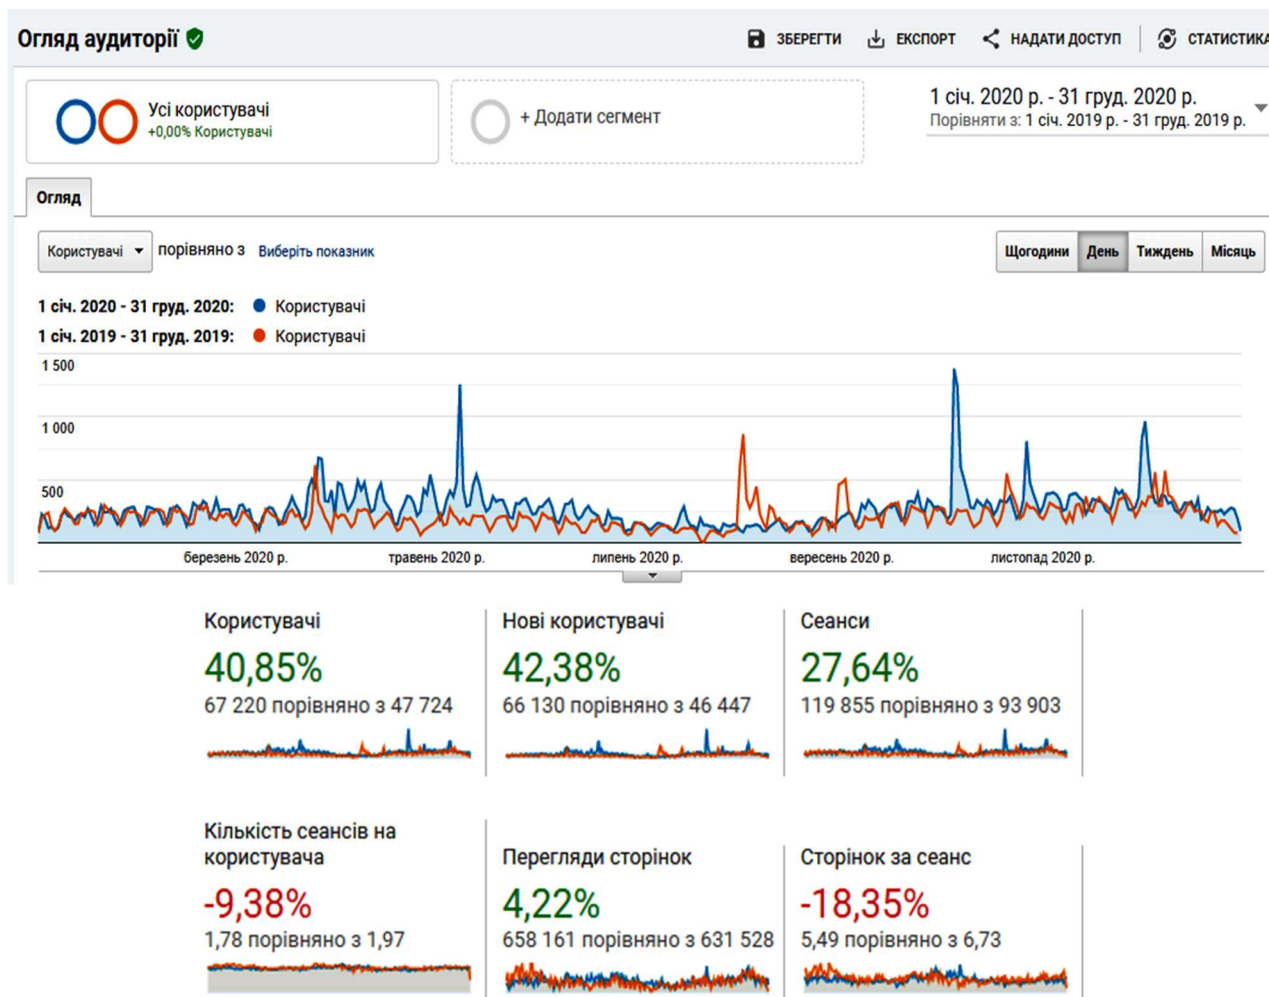 Огляд аудиторії
ЗБЕРЕГТИ ЕКСПОРТ НАДАТИ ДОСТУП СТАТИСТИКА
Усі користувачі
+0,00% Користувачі
+ Додати сегмент
1 січ. 2020 р. - 31 груд. 2020 р.
Порівняти з: 1 січ. 2019 р. - 31 груд. 2019 р.
Огляд
Користувачі порівняно з Виберіть показник
Щогодини День Тиждень Місяць
1 січ. 2020 - 31 груд. 2020: Користувачі
1 січ. 2019 - 31 груд. 2019: Користувачі
1 500
1 000
500
березень 2020 р. травень 2020 р. липень 2020 р. вересень 2020 р. листопад 2020 р.
Користувачі
40,85%
67 220 порівняно з 47 724
Нові користувачі
42,38%
66 130 порівняно з 46 447
Сеанси
27,64%
119 855 порівняно з 93 903
Кількість сеансів на
користувача
-9,38%
1,78 порівняно з 1,97
Перегляди сторінок
4,22%
658 161 порівняно з 631 528
Сторінок за сеанс
-18,35%
5,49 порівняно з 6,73